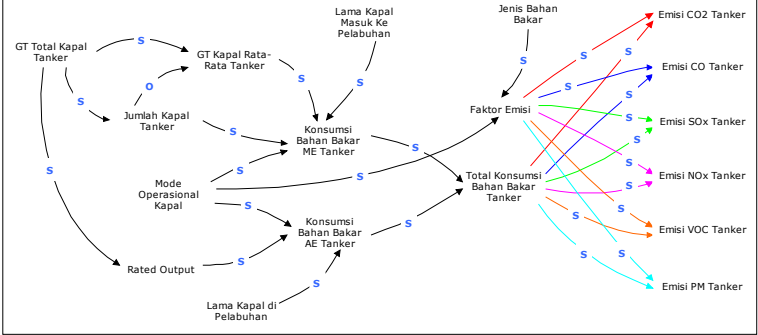 Lama Kapal
Masuk Ke
Pelabuhan
Jenis Bahan
Bakar
Emisi CO2 Tanker
GT Total Kapal
Tanker
S
GT Kapal Rata-
Rata Tanker
S
S
S
S
Emisi CO Tanker
S
O
S
S
S
S
Jumlah Kapal
Tanker
Faktor Emisi
S
Emisi SOx Tanker
S
Konsumsi
Bahan Bakar
ME Tanker
S
S
S
S
S
S
Total Konsumsi
Bahan Bakar
Tanker
S
S
Emisi NOx Tanker
Mode
Operasional
Kapal
S
Konsumsi
Bahan Bakar
AE Tanker
S
S
S
Emisi VOC Tanker
Rated Output
S
S
S
S
Emisi PM Tanker
Lama Kapal di
Pelabuhan